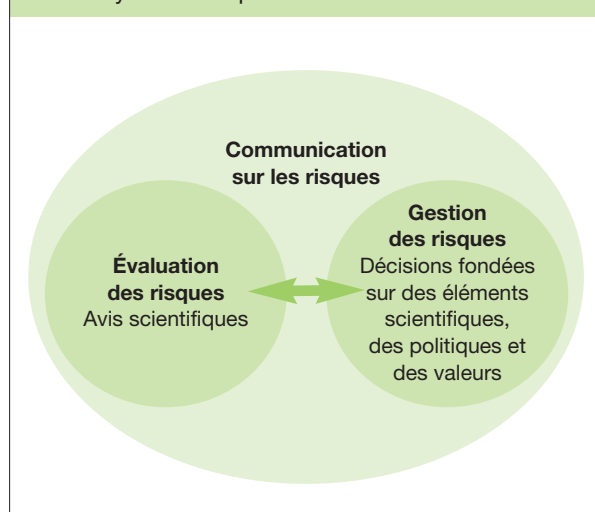 Communication
sur les risques
Évaluation
des risques
Avis scientifiques
Gestion
des risques
Décisions fondées
sur des éléments
scientifiques,
des politiques et
des valeurs